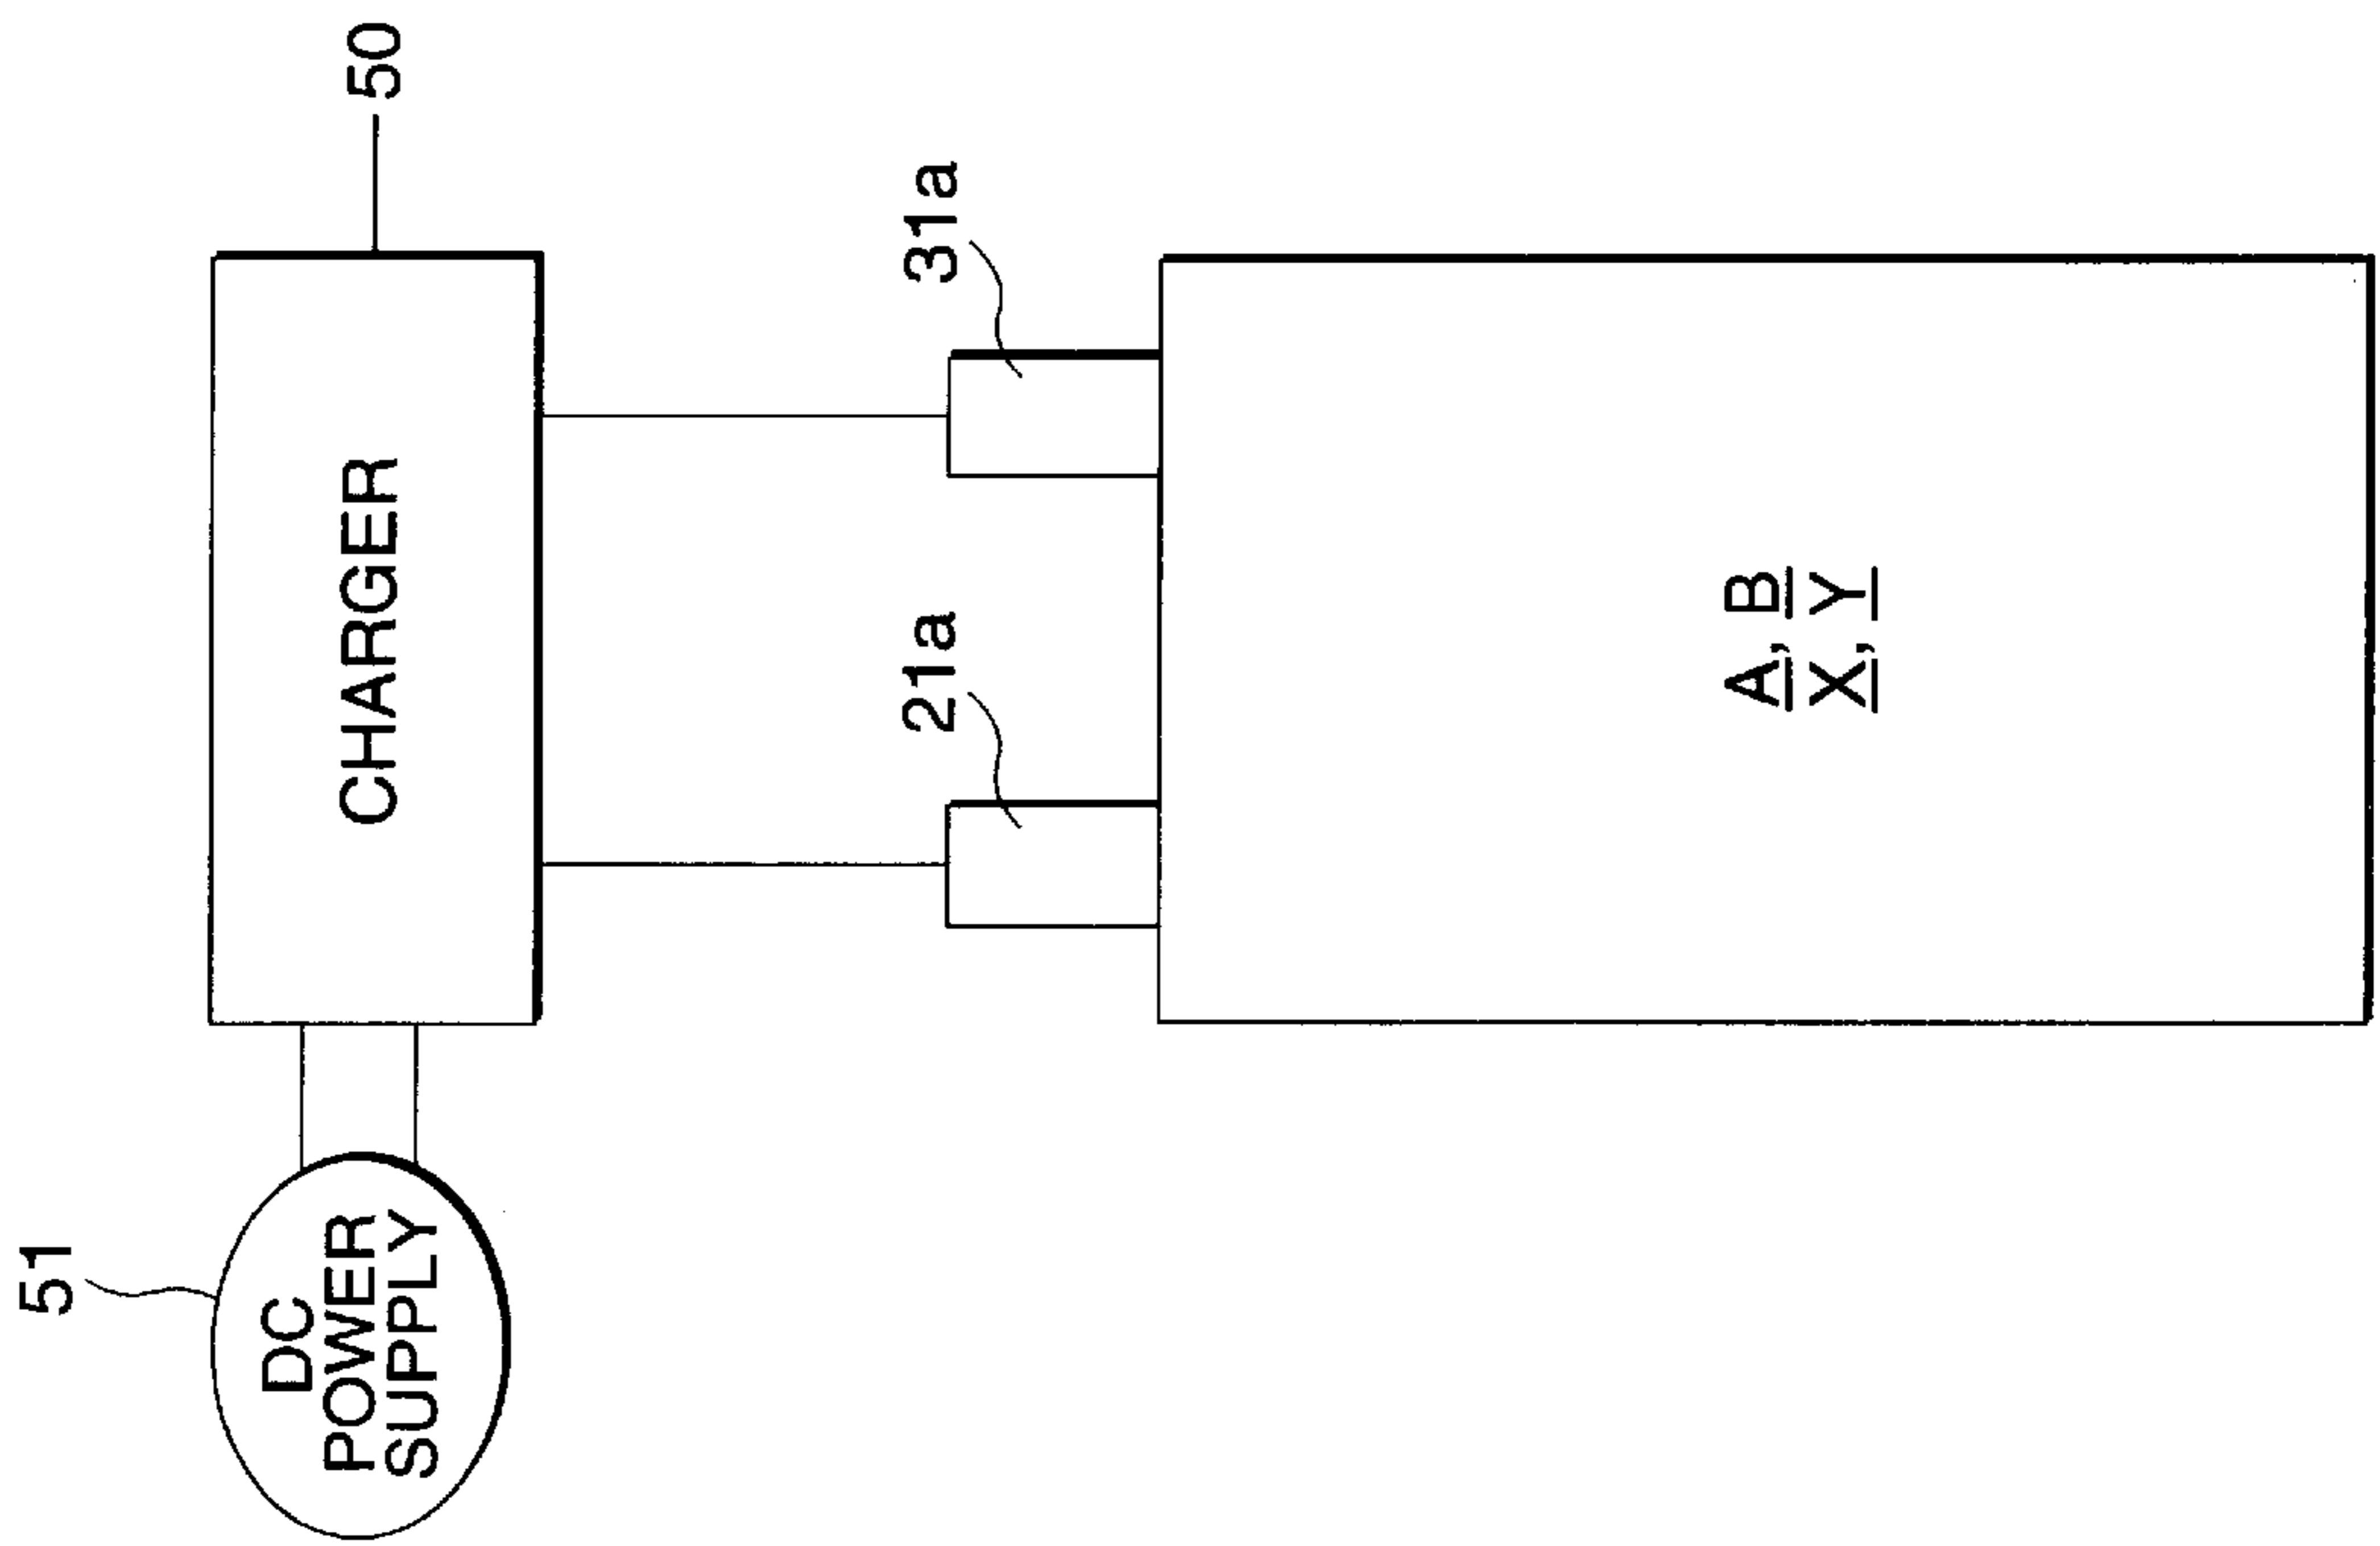 51
DC
POWER
SUPPLY
CHARGER
50
21a
31a
A, B
X, Y